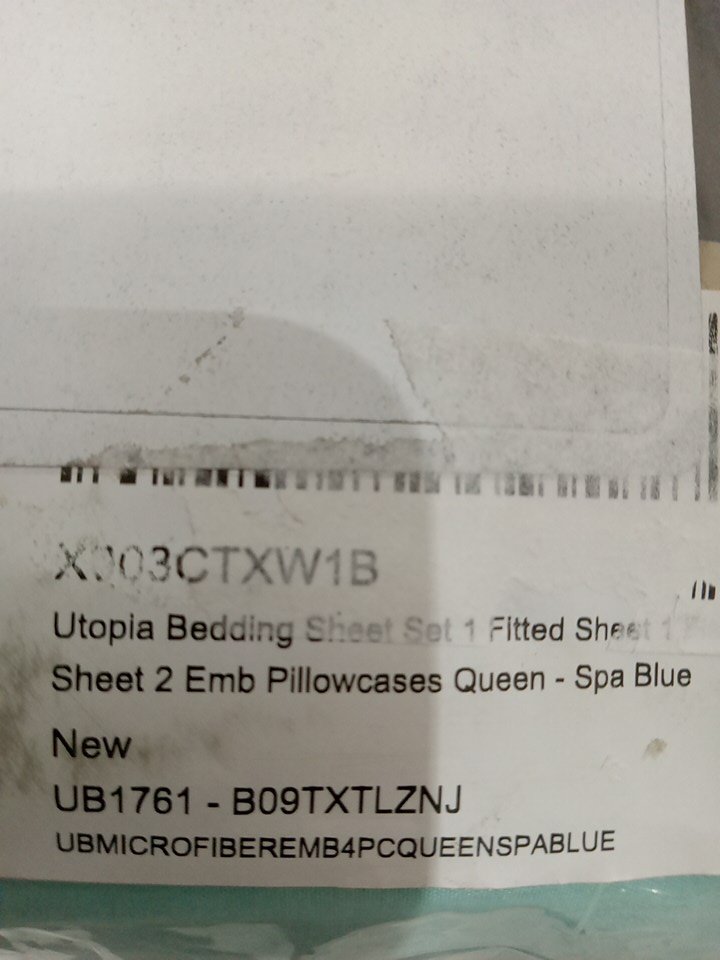 X003CTXW1B
Utopia Bedding Sheet Set 1 Fitted Sheet 1
Sheet 2 Emb Pillowcases Queen - Spa Blue
New
UB1761 - B09TXTLZNJ
UBMICROFIBEREMB4PCQUEENSPABLUE